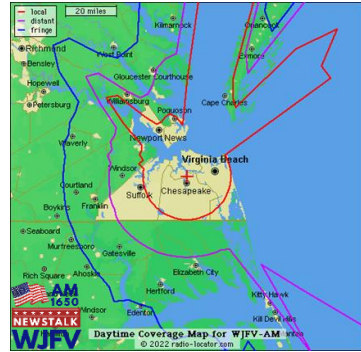 local
distant
fringe
20 miles
Kilmarnock
Onancock
Richmond
West Point
Exmore
Bensley
Gloucester Courthouse
Hopewell
Williamsburg
Cape Charles
Petersburg
Poquoson
Newport News
Waverly
Virginia Beach
Windsor
Courtland
Chesapeake
Suffolk
Franklin
Boykins
Seaboard
Murfreesboro
Gatesville
Elizabeth City
Rich Square
Ahoskie
Hertford
Kitty Hawk
AM
1650
Windsor
Edenton
Kill Devil Hills
NEWSTALK
WJFV
Daytime Coverage Map for WJFV-AM
© 2022 radio-locator.com